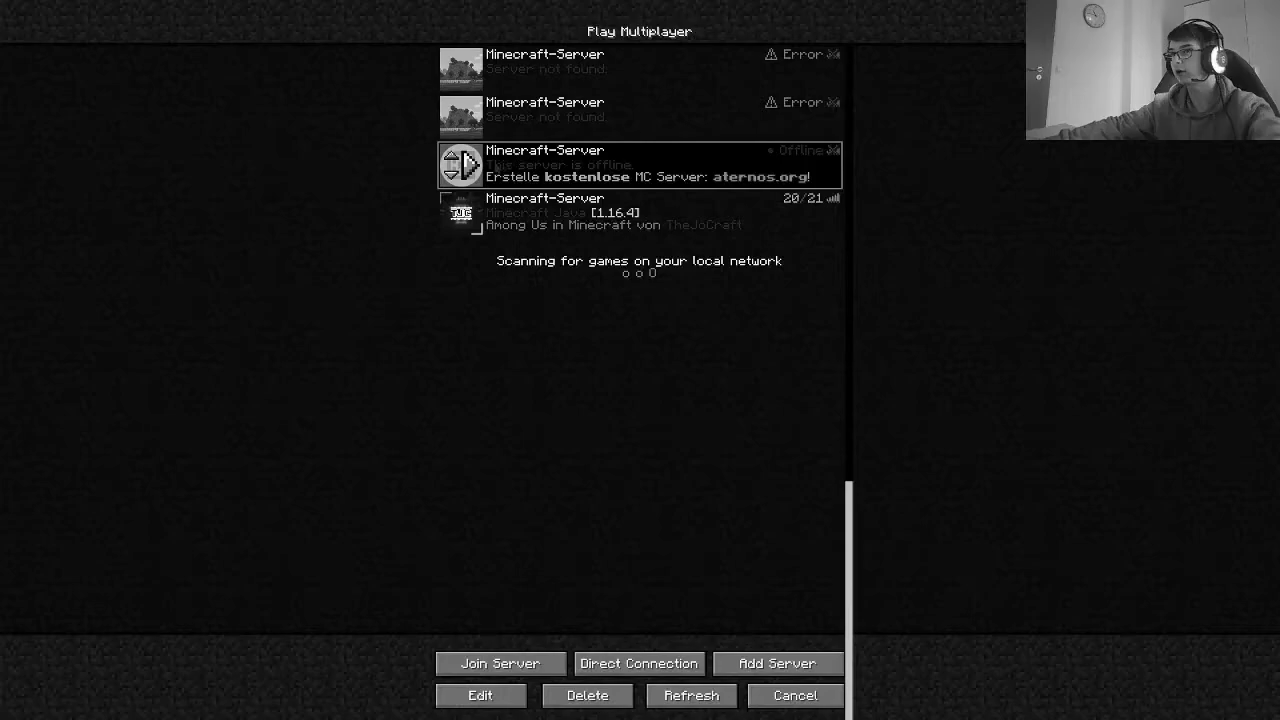 Play Multiplayer
Minecraft-Server
Error
Server not found.
Minecraft-Server
Error
Server not found.
Minecraft-Server
• Offline
This server is offline.
Erstelle kostenlose MC Server: aternos.org!
Minecraft-Server
20/21
Minecraft Java [1.16.4]
Among Us in Minecraft von TheJoCraft
Scanning for games on your local network
o o O
Join Server
Direct Connection
Add Server
Edit
Delete
Refresh
Cancel